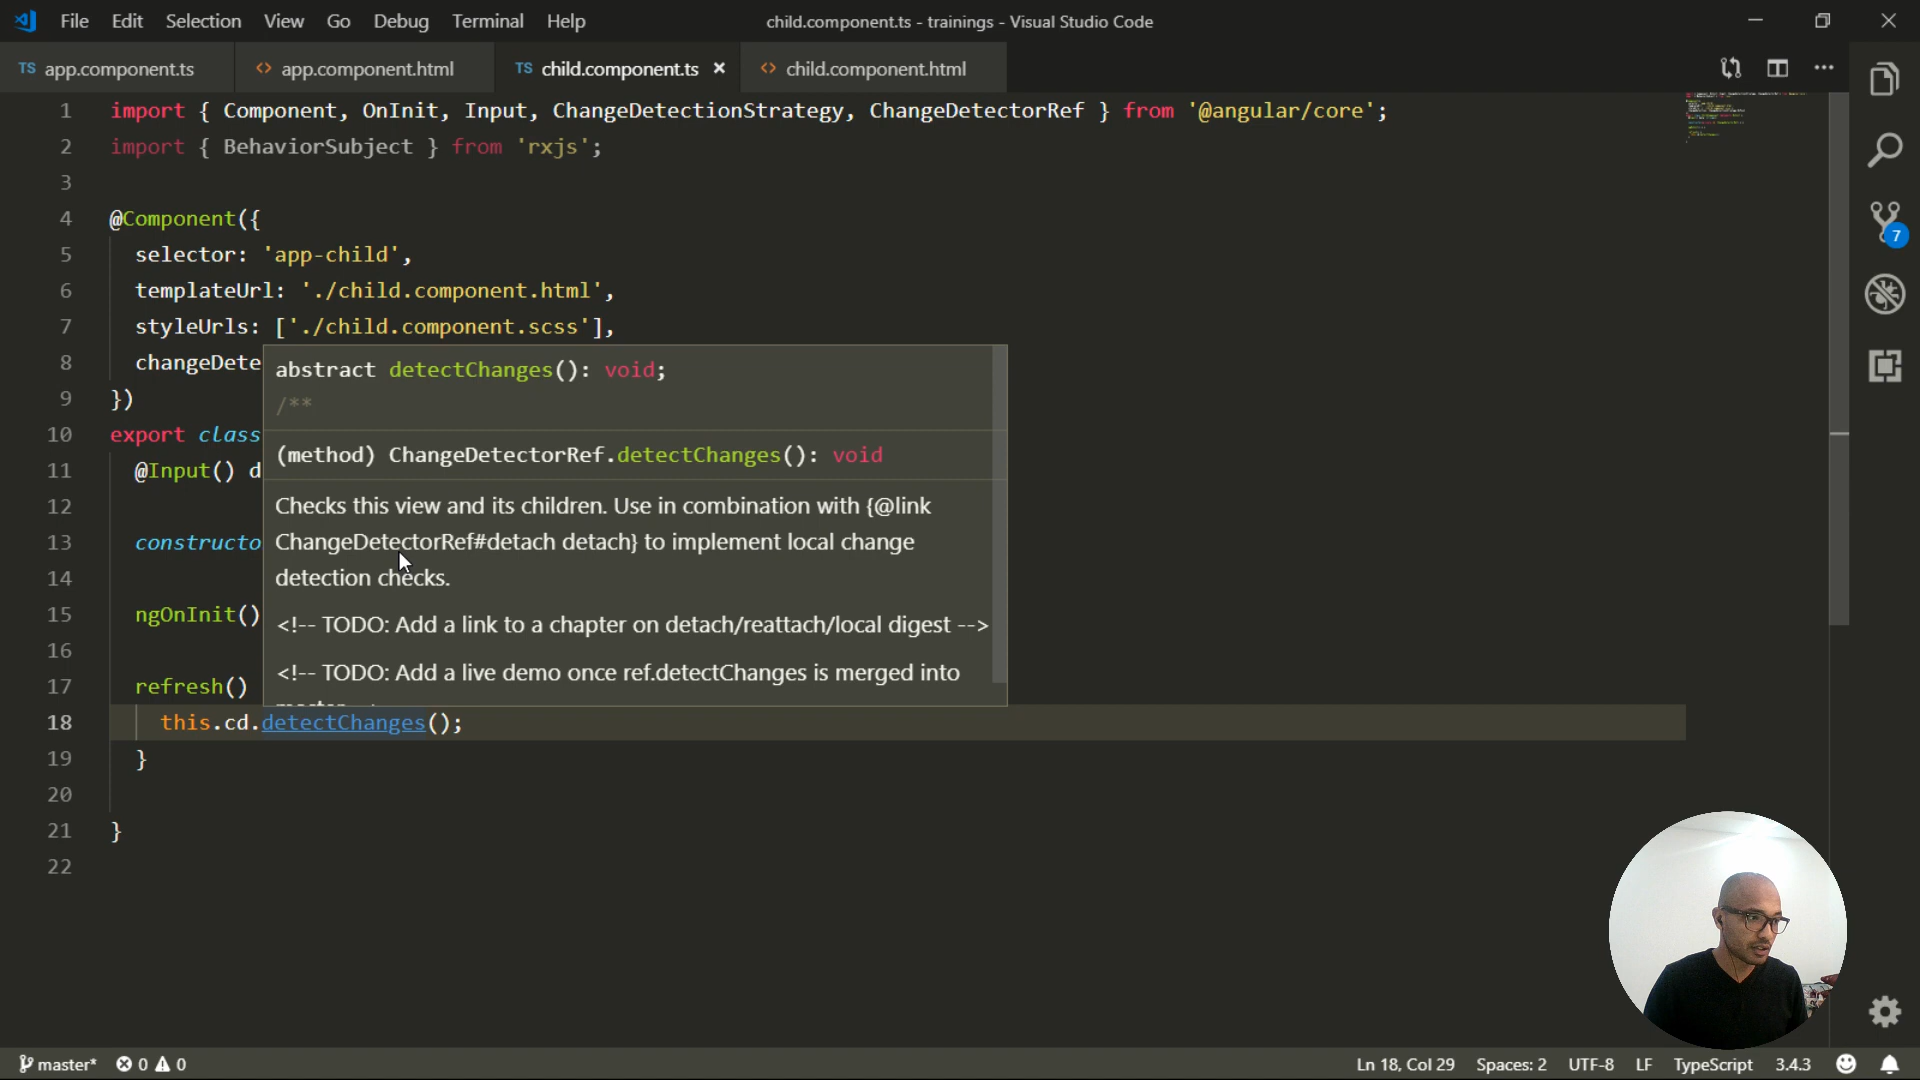 File Edit Selection View Go Debug Terminal Help
child.component.ts - trainings - Visual Studio Code
TS app.component.ts
<> app.component.html
TS child.component.ts ×
<> child.component.html
1 import { Component, OnInit, Input, ChangeDetectionStrategy, ChangeDetectorRef } from '@angular/core';
2 import { BehaviorSubject } from 'rxjs';
3
4 @Component({
5 selector: 'app-child',
6 templateUrl: './child.component.html',
7 styleUrls: ['./child.component.scss'],
8 changeDete
9 })
10 export class
11 @Input() d
12
13 constructo
14
15 ngOnInit()
16
17 refresh()
abstract detectChanges(): void;
/**
(method) ChangeDetectorRef.detectChanges(): void
Checks this view and its children. Use in combination with {@link
ChangeDetectorRef#detach detach} to implement local change
detection checks.
<!-- TODO: Add a link to a chapter on detach/reattach/local digest -->
<!-- TODO: Add a live demo once ref.detectChanges is merged into
18 this.cd.detectChanges();
19 }
20
21 }
22
7
master* 0 0
Ln 18, Col 29 Spaces: 2 UTF-8 LF TypeScript 3.4.3